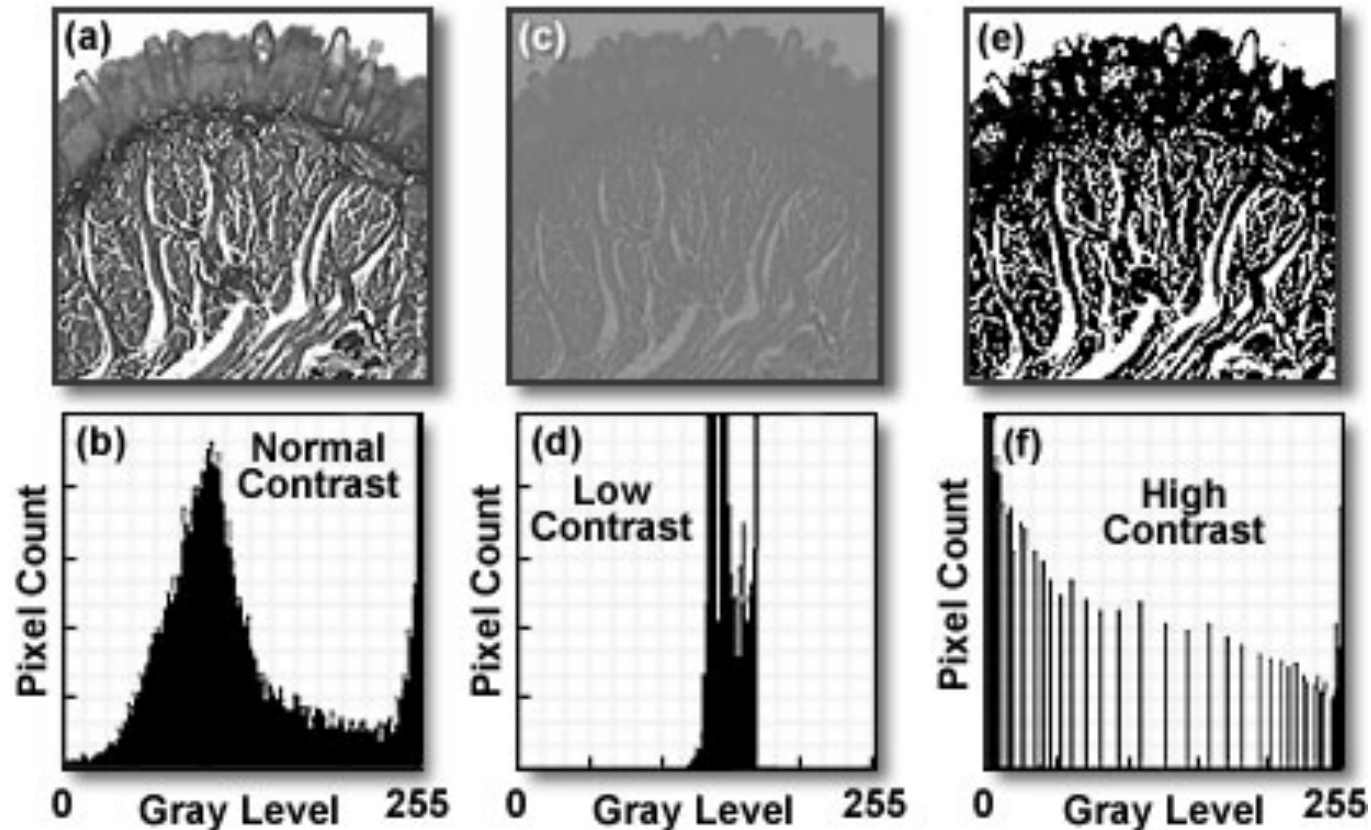 (a)
(c)
(e)
(b)
Normal
Contrast
Pixel Count
0
Gray Level
255
(d)
Low
Contrast
Pixel Count
0
Gray Level
255
(f)
High
Contrast
Pixel Count
0
Gray Level
255